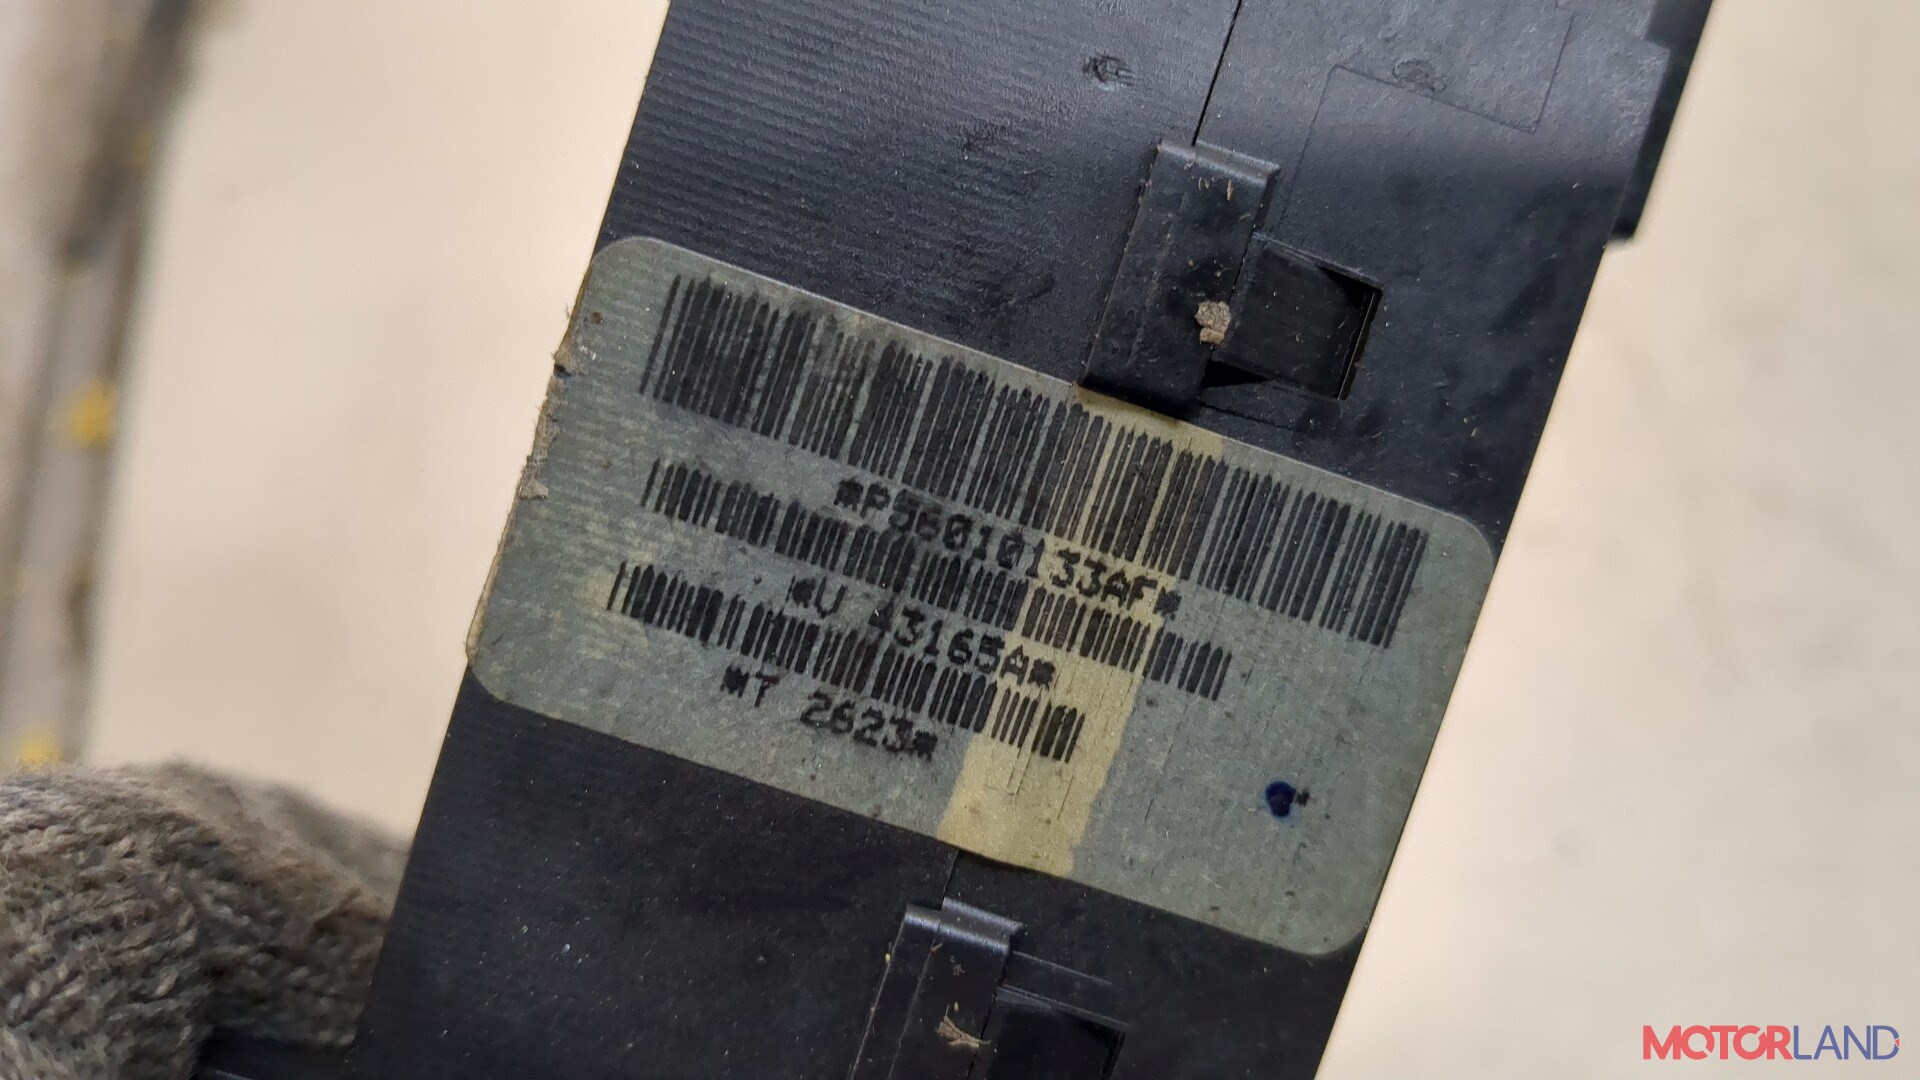 *P56010133AF*
*U 43165A*
*T 2623*
MOTORLAND